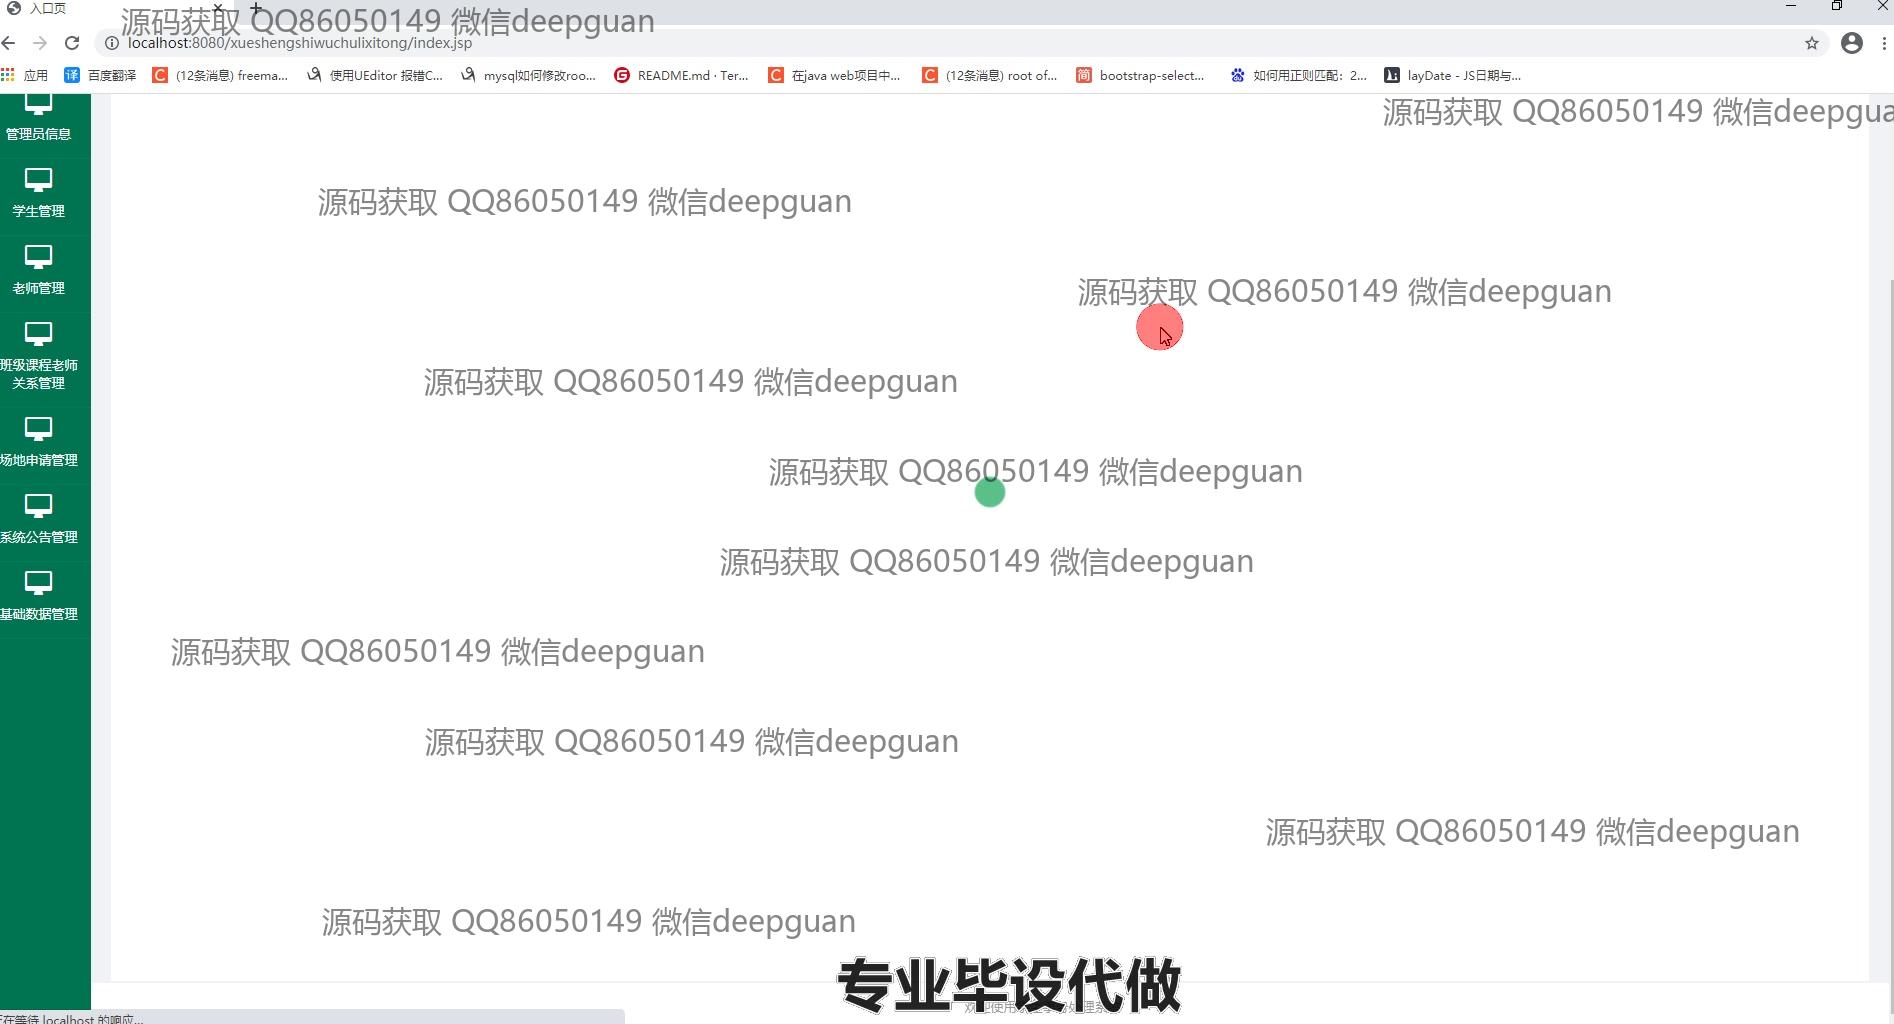 入口页
源码获取 QQ86050149 微信deepguan
localhost:8080/xueshengshiwuchulixitong/index.jsp
应用
百度翻译
(12条消息) freema...
使用UEditor 报错C...
mysql如何修改roo...
README.md · Ter...
在java web项目中...
(12条消息) root of...
bootstrap-select...
如何用正则匹配：2...
layDate - JS日期与...
源码获取 QQ86050149 微信deepgua
管理员信息
源码获取 QQ86050149 微信deepguan
学生管理
老师管理
源码获取 QQ86050149 微信deepguan
班级课程老师
关系管理
源码获取 QQ86050149 微信deepguan
场地申请管理
源码获取 QQ86050149 微信deepguan
系统公告管理
源码获取 QQ86050149 微信deepguan
基础数据管理
源码获取 QQ86050149 微信deepguan
源码获取 QQ86050149 微信deepguan
源码获取 QQ86050149 微信deepguan
源码获取 QQ86050149 微信deepguan
专业毕设代做
在等待 localhost 的响应...